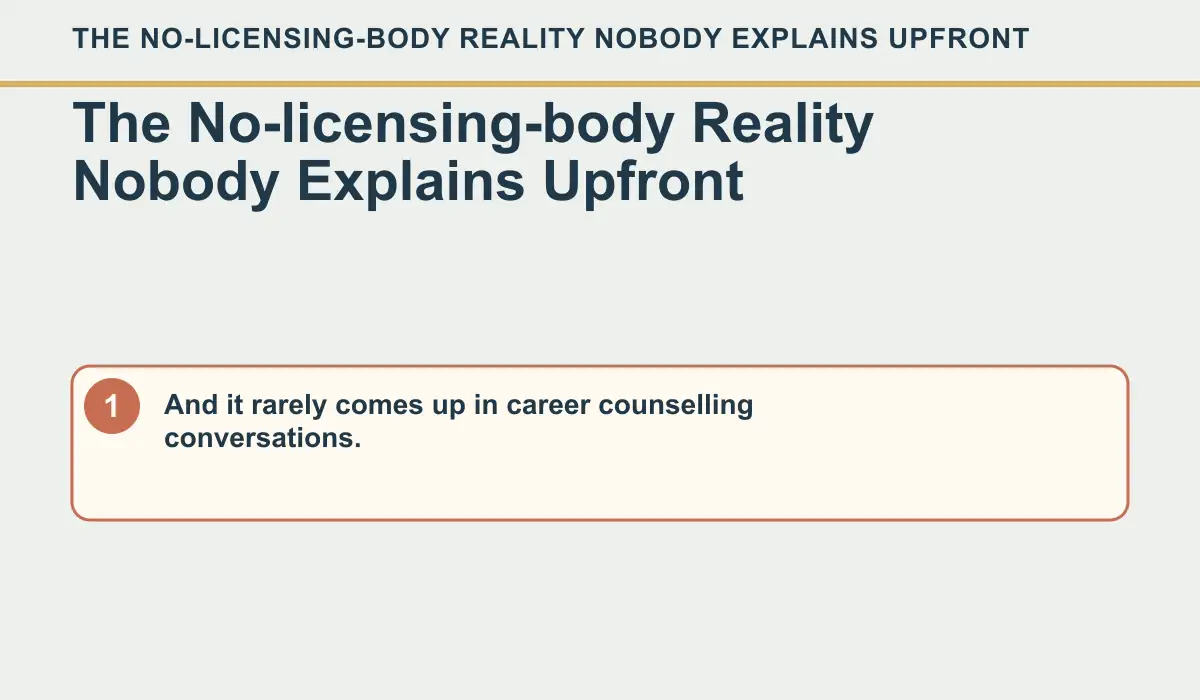 THE NO-LICENSING-BODY REALITY NOBODY EXPLAINS UPFRONT
The No-licensing-body Reality
Nobody Explains Upfront
1
And it rarely comes up in career counselling
conversations.